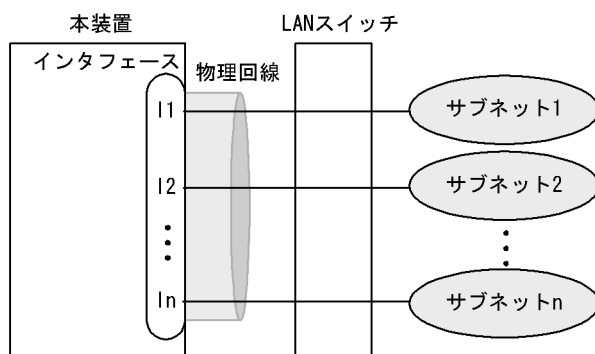 本装置
LANスイッチ
インタフェース
物理回線
I1
サブネット1
I2
サブネット2
In
サブネットn